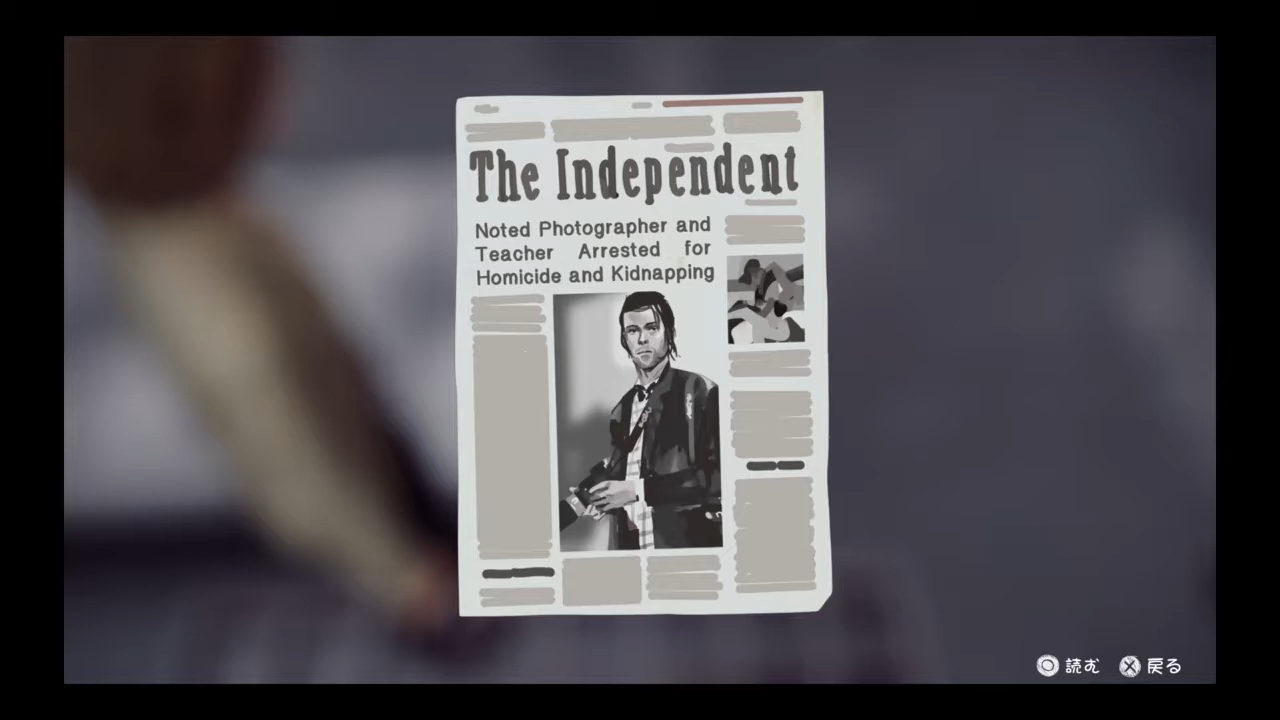 The Independent
Noted Photographer and
Teacher Arrested for
Homicide and Kidnapping
読む 戻る